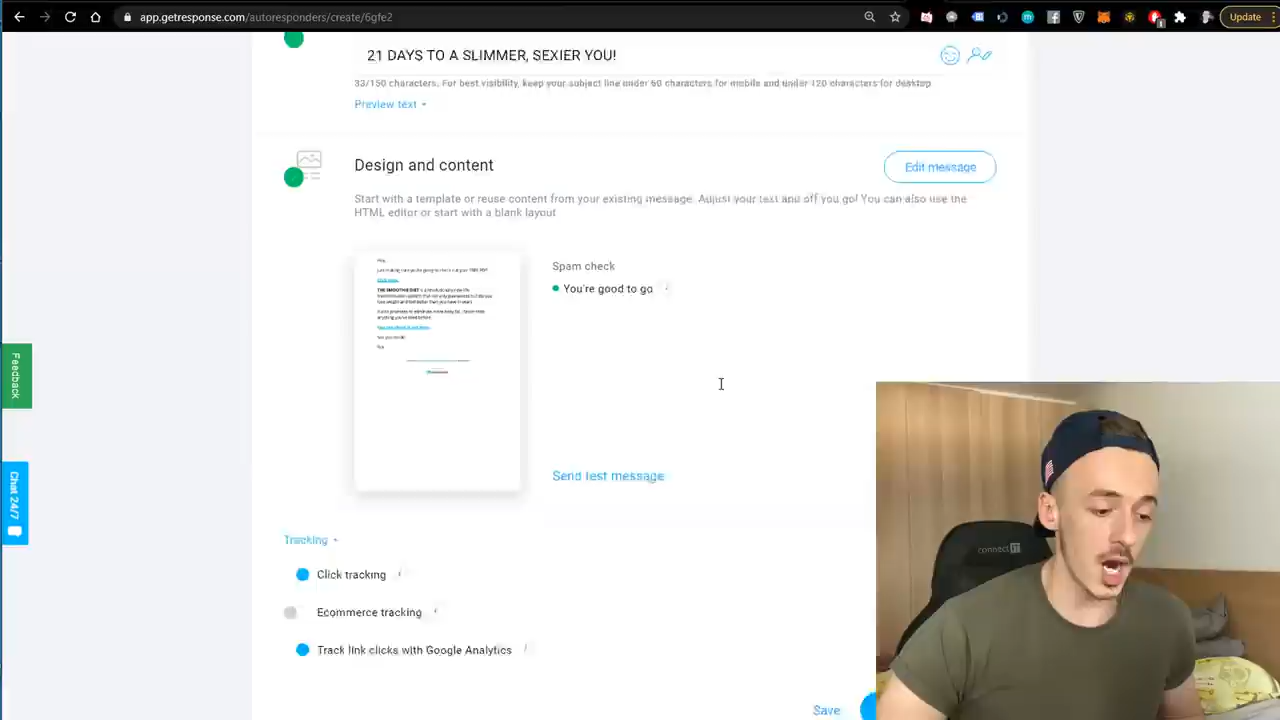 app.getresponse.com/autoresponders/create/6gfe2
Update
21 DAYS TO A SLIMMER, SEXIER YOU!
33/150 characters. For best visibility, keep your subject line under 60 characters for mobile and under 120 characters for desktop
Preview text
Design and content
Edit message
Start with a template or reuse content from your existing message. Adjust your text and off you go! You can also use the
HTML editor or start with a blank layout
Spam check
You're good to go
Feedback
Send test message
Chat 24/7
Tracking
Click tracking
Ecommerce tracking
Track link clicks with Google Analytics
Save
connect IT